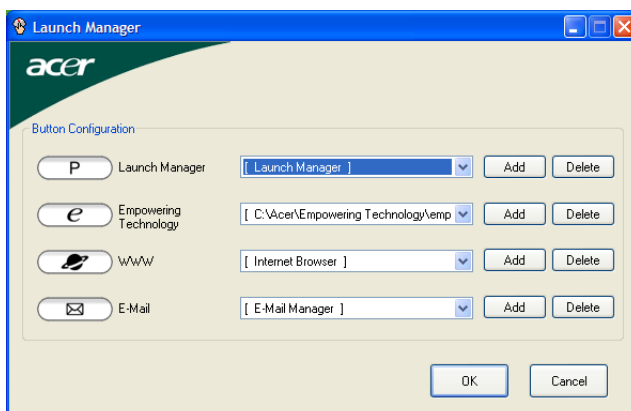 Launch Manager
acer
Button Configuration
P Launch Manager [ Launch Manager ] Add Delete
e Empowering Technology [ C:\Acer\Empowering Technology\emp Add Delete
WWW [ Internet Browser ] Add Delete
E-Mail [ E-Mail Manager ] Add Delete
OK Cancel